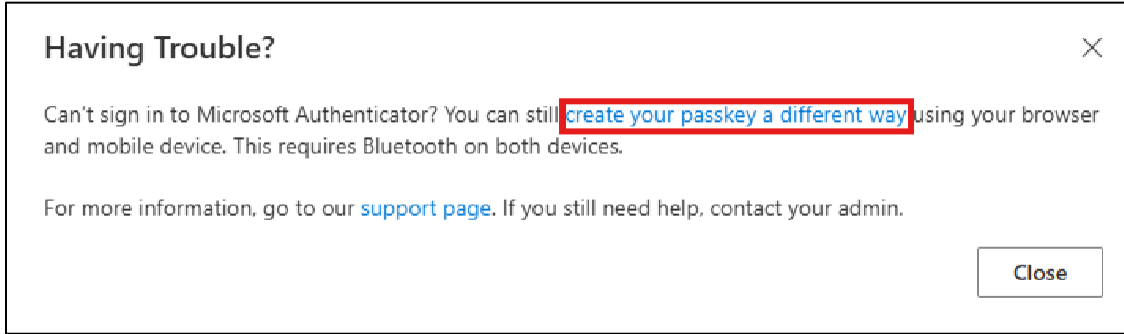 Having Trouble?
Can't sign in to Microsoft Authenticator? You can still create your passkey a different way using your browser
and mobile device. This requires Bluetooth on both devices.
For more information, go to our support page. If you still need help, contact your admin.
Close